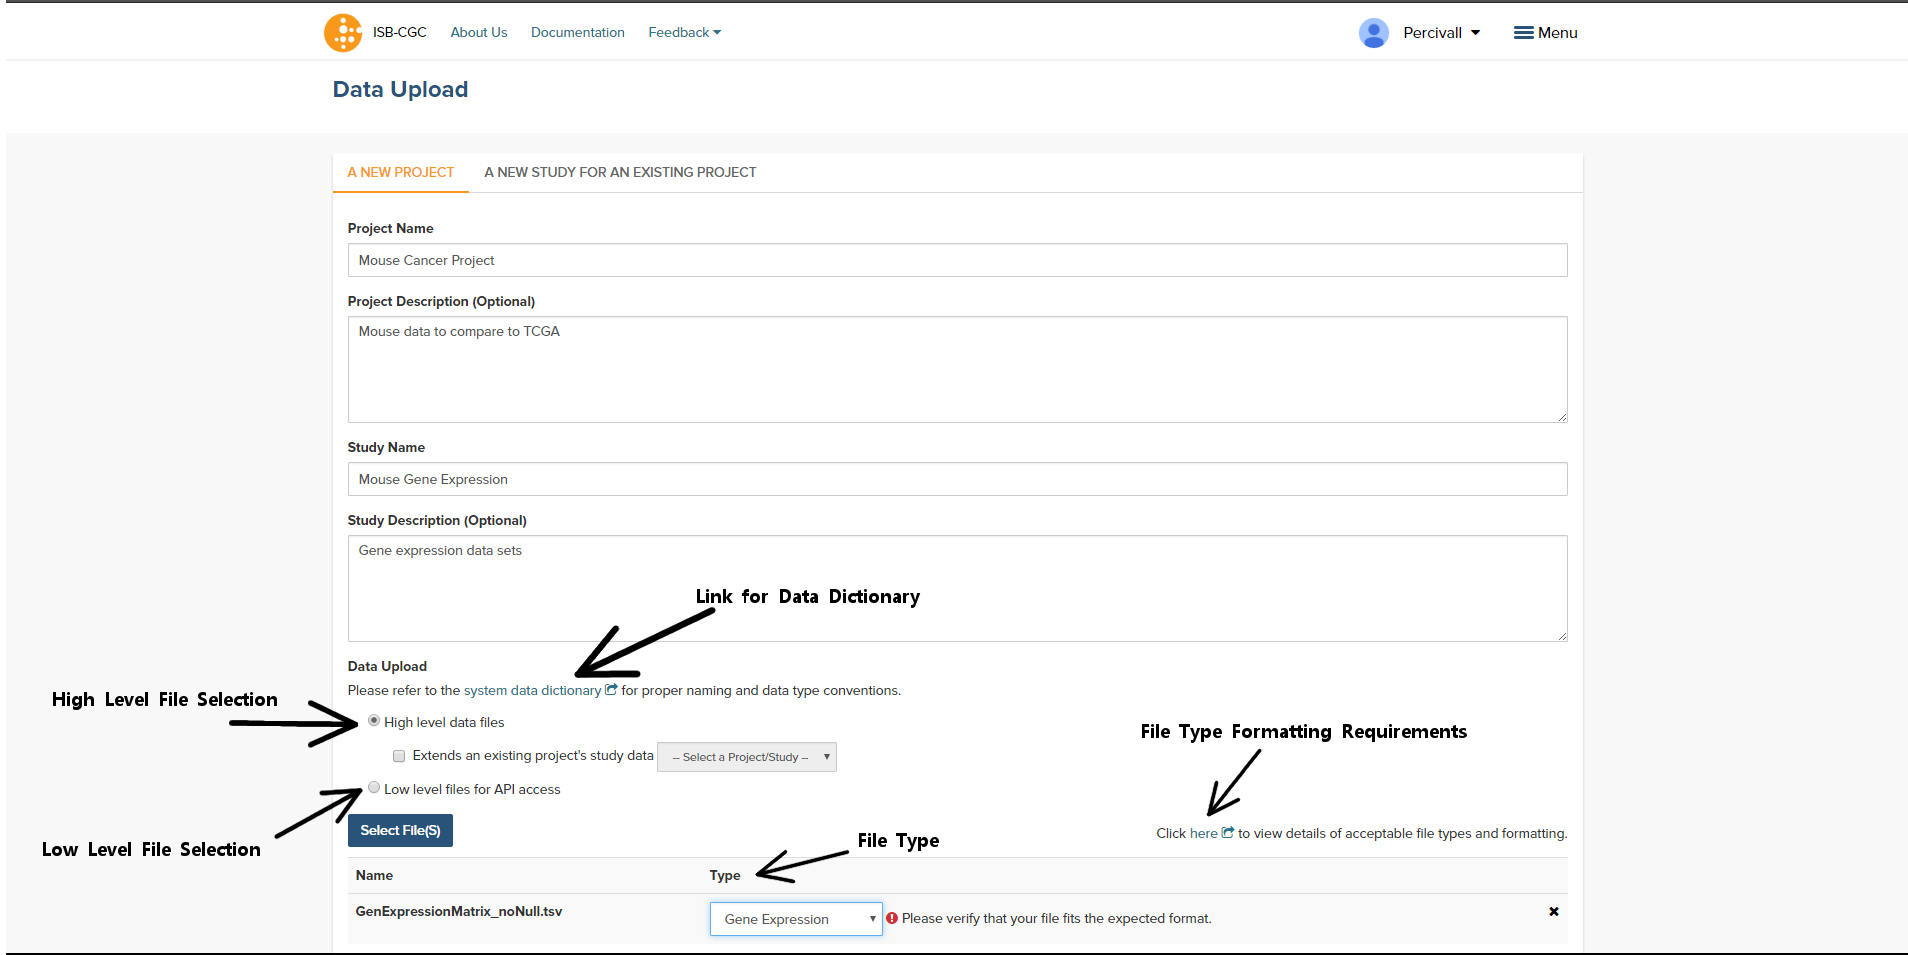 ISB-CGC About Us Documentation Feedback Percivall Menu
Data Upload
A NEW PROJECT A NEW STUDY FOR AN EXISTING PROJECT
Project Name
Mouse Cancer Project
Project Description (Optional)
Mouse data to compare to TCGA
Study Name
Mouse Gene Expression
Study Description (Optional)
Gene expression data sets
Link for Data Dictionary
Data Upload
Please refer to the system data dictionary for proper naming and data type conventions.
High Level File Selection
High level data files
File Type Formatting Requirements
Extends an existing project's study data -- Select a Project/Study --
Low level files for API access
Low Level File Selection
Select File(S)
Click here to view details of acceptable file types and formatting.
File Type
Name Type
GenExpressionMatrix_noNull.tsv Gene Expression Please verify that your file fits the expected format.